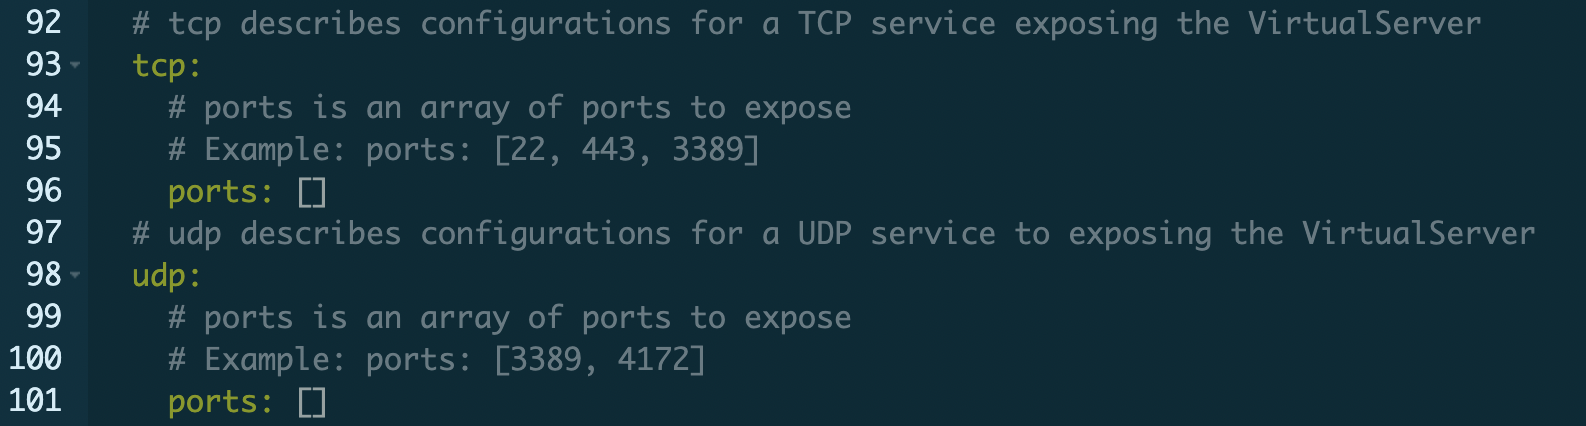 92 # tcp describes configurations for a TCP service exposing the VirtualServer
93 tcp:
94 # ports is an array of ports to expose
95 # Example: ports: [22, 443, 3389]
96 ports: []
97 # udp describes configurations for a UDP service to exposing the VirtualServer
98 udp:
99 # ports is an array of ports to expose
100 # Example: ports: [3389, 4172]
101 ports: []